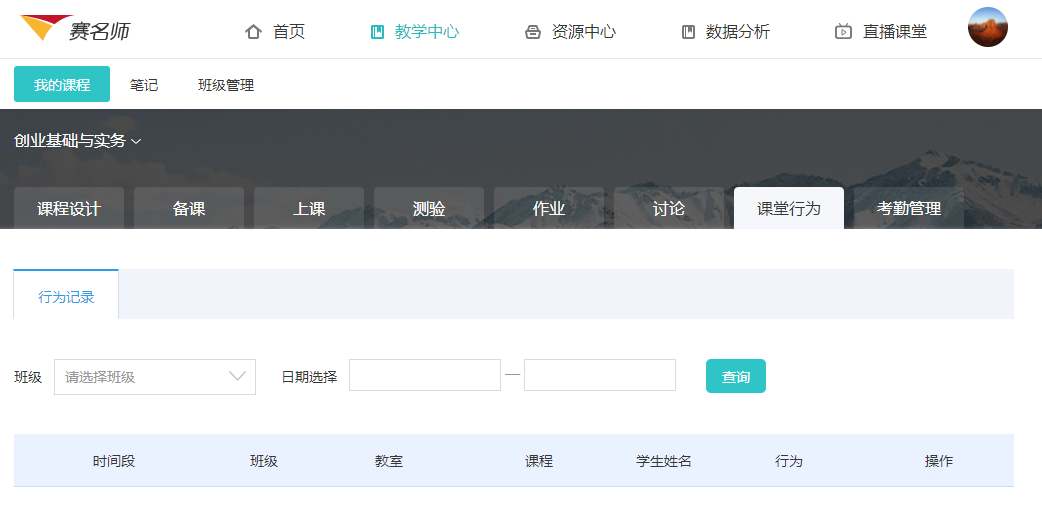 赛名师 首页 教学中心 资源中心 数据分析 直播课堂
我的课程 笔记 班级管理
创业基础与实务
课程设计 备课 上课 测验 作业 讨论 课堂行为 考勤管理
行为记录
班级 请选择班级 日期选择 — 查询
时间段 班级 教室 课程 学生姓名 行为 操作